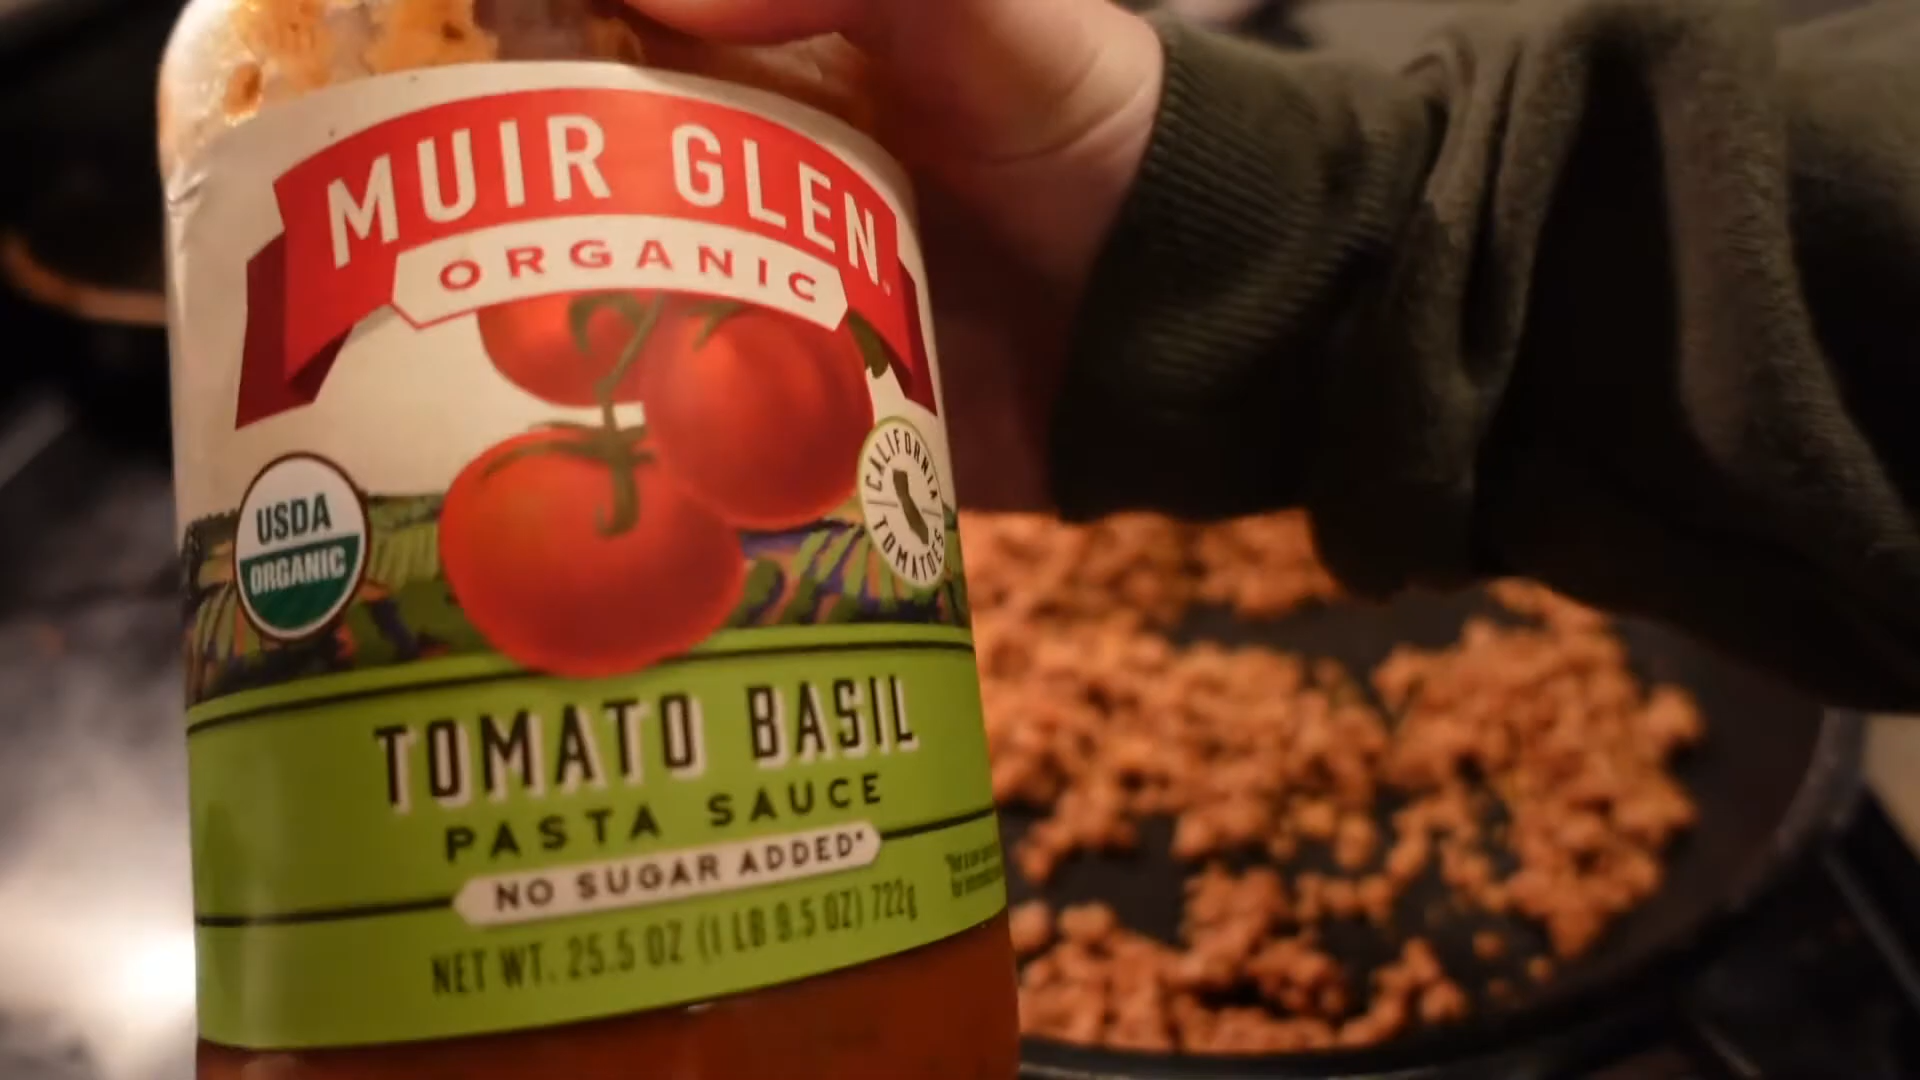 MUIR GLEN
ORGANIC
USDA
ORGANIC
CALIFORNIA
TOMATOES
TOMATO BASIL
PASTA SAUCE
NO SUGAR ADDED*
NET WT. 25.5 OZ (1 LB 9.5 OZ) 722g